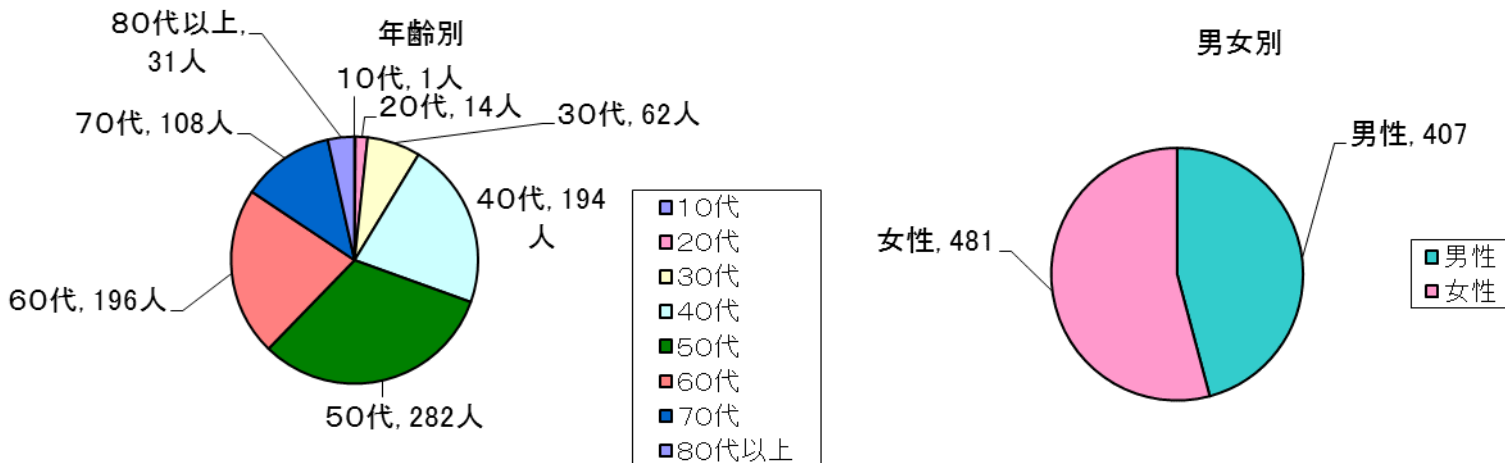 年齢別
80代以上,
31人
10代, 1人
20代, 14人
30代, 62人
70代, 108人
40代, 194
人
60代, 196人
50代, 282人
10代
20代
30代
40代
50代
60代
70代
80代以上
男女別
男性, 407
女性, 481
男性
女性